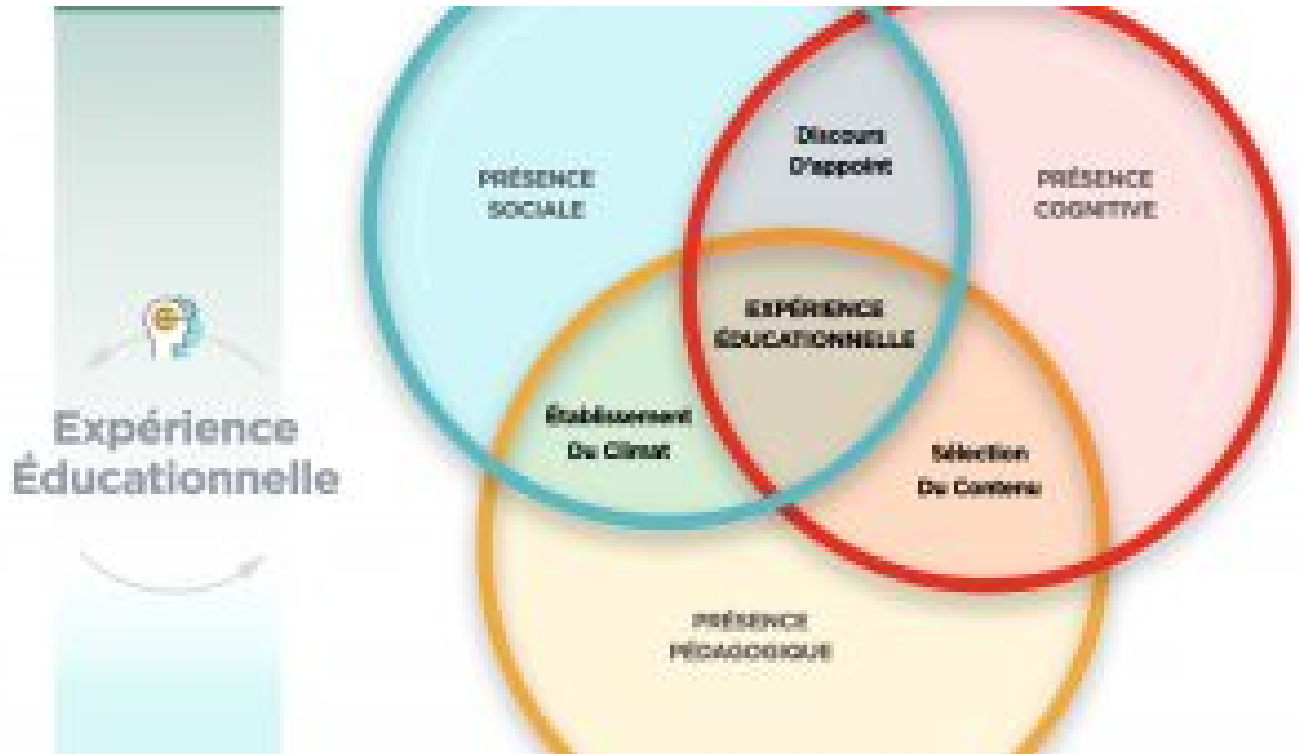 Expérience
Éducationnelle
PRÉSENCE
SOCIALE
Discours
D'appoint
PRÉSENCE
COGNITIVE
EXPÉRIENCE
ÉDUCATIONNELLE
Établissement
Du Climat
Sélection
Du Contenu
PRÉSENCE
PÉDAGOGIQUE